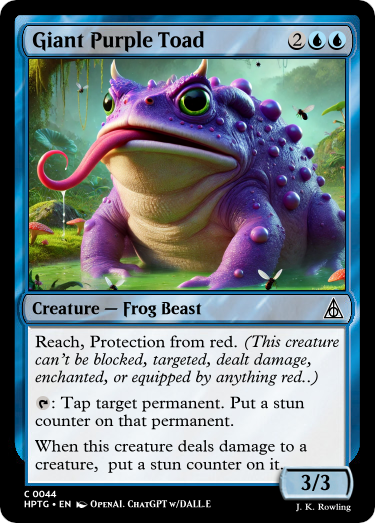 Giant Purple Toad 2
Creature — Frog Beast
Reach, Protection from red. (This creature
can't be blocked, targeted, dealt damage,
enchanted, or equipped by anything red..)
: Tap target permanent. Put a stun
counter on that permanent.
When this creature deals damage to a
creature,  put a stun counter on it.
3/3
C 0044
HPTG • EN OpenAI. ChatGPT w/DALL.E
J. K. Rowling